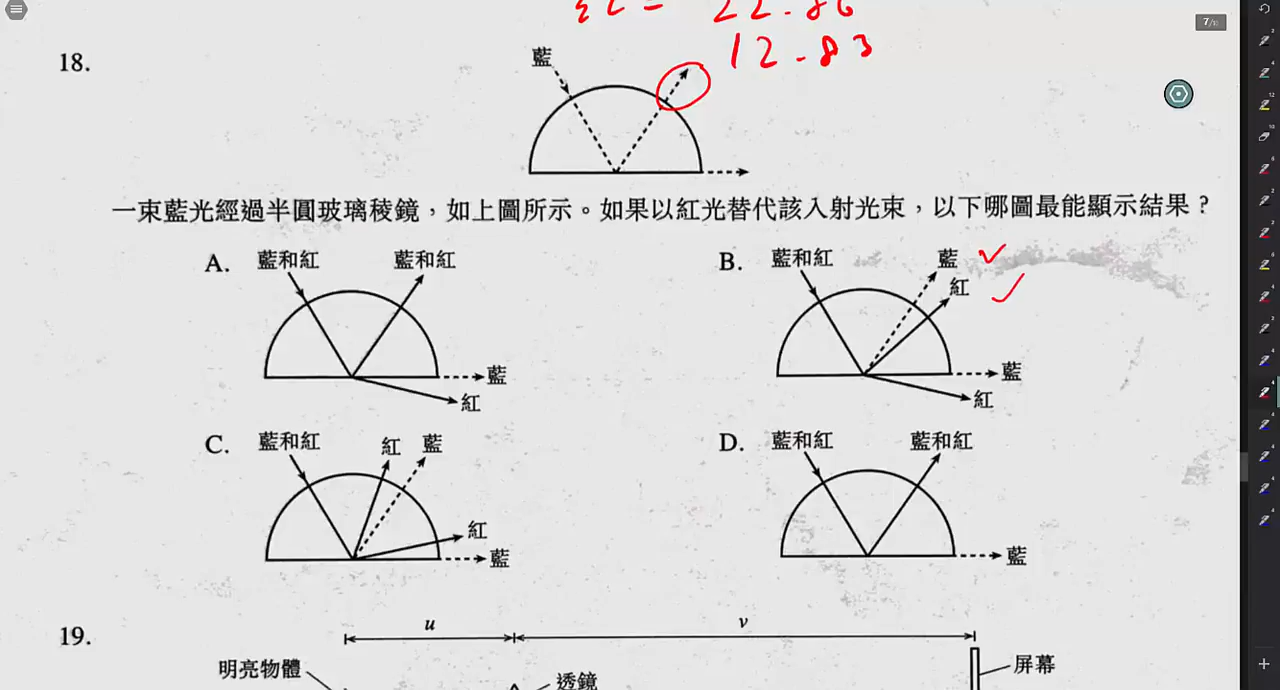 22.86
12.83
7/
18.
藍
一束藍光經過半圓玻璃稜鏡，如上圖所示。如果以紅光替代該入射光束，以下哪圖最能顯示結果？
A. 藍和紅 藍和紅
藍
紅
B. 藍和紅 藍
紅
藍
紅
C. 藍和紅 紅 藍
紅
藍
D. 藍和紅 藍和紅
藍
19.
u v
明亮物體 透鏡 屏幕